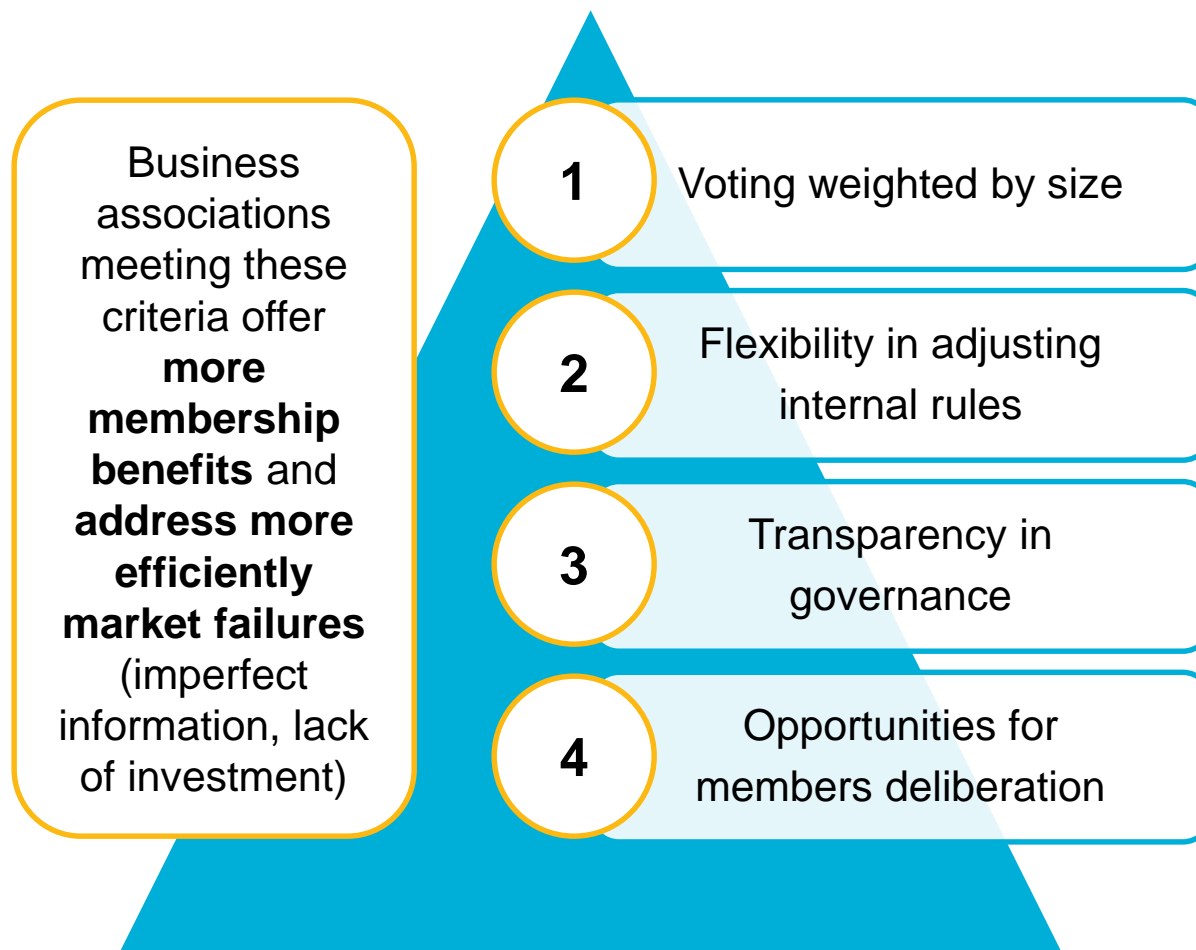 Business
associations
meeting these
criteria offer
more
membership
benefits and
address more
efficiently
market failures
(imperfect
information, lack
of investment)
1
Voting weighted by size
2
Flexibility in adjusting
internal rules
3
Transparency in
governance
4
Opportunities for
members deliberation